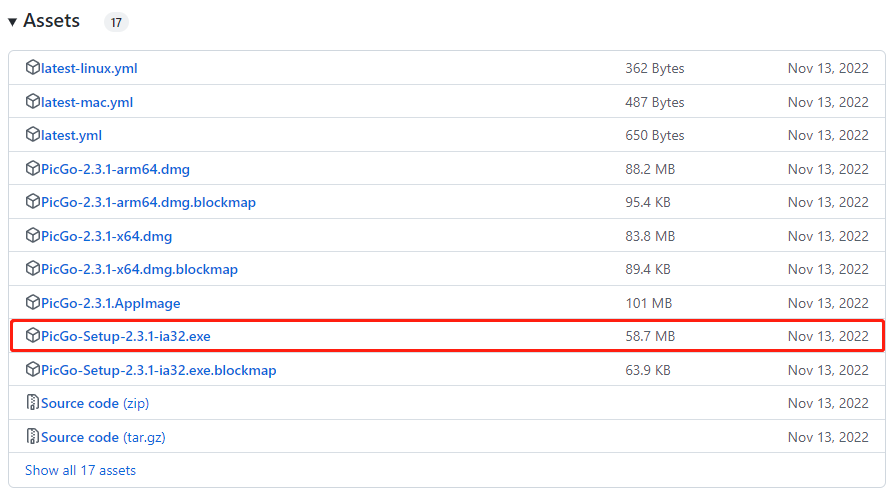 Assets 17
latest-linux.yml 362 Bytes Nov 13, 2022
latest-mac.yml 487 Bytes Nov 13, 2022
latest.yml 650 Bytes Nov 13, 2022
PicGo-2.3.1-arm64.dmg 88.2 MB Nov 13, 2022
PicGo-2.3.1-arm64.dmg.blockmap 95.4 KB Nov 13, 2022
PicGo-2.3.1-x64.dmg 83.8 MB Nov 13, 2022
PicGo-2.3.1-x64.dmg.blockmap 89.4 KB Nov 13, 2022
PicGo-2.3.1.AppImage 101 MB Nov 13, 2022
PicGo-Setup-2.3.1-ia32.exe 58.7 MB Nov 13, 2022
PicGo-Setup-2.3.1-ia32.exe.blockmap 63.9 KB Nov 13, 2022
Source code (zip) Nov 13, 2022
Source code (tar.gz) Nov 13, 2022
Show all 17 assets